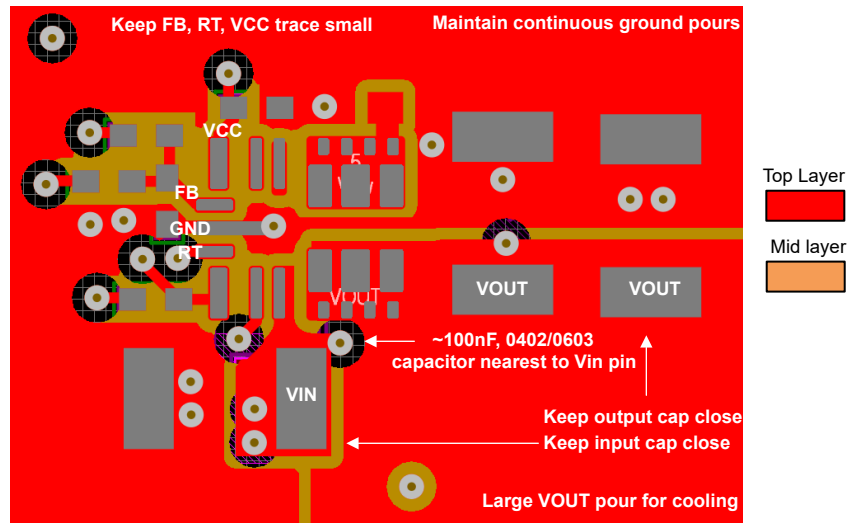 Keep FB, RT, VCC trace small
Maintain continuous ground pours
VCC
5
FB
GND
RT
VOUT
VOUT
VOUT
~100nF, 0402/0603
capacitor nearest to Vin pin
VIN
Keep output cap close
Keep input cap close
Large VOUT pour for cooling
Top Layer
Mid layer